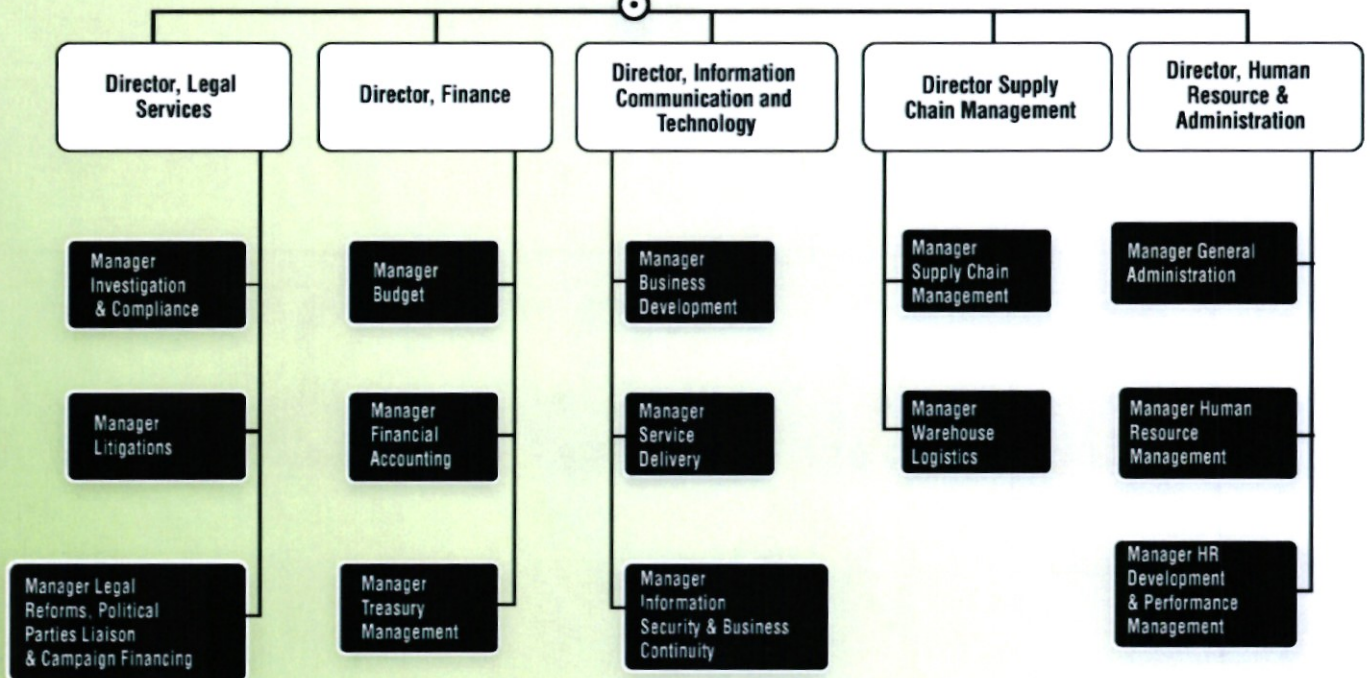 Director, Legal
Services
Director, Finance
Director, Information
Communication and
Technology
Director Supply
Chain Management
Director, Human
Resource &
Administration
Manager
Investigation
& Compliance
Manager
Litigations
Manager Legal
Reforms, Political
Parties Liaison
& Campaign Financing
Manager
Budget
Manager
Financial
Accounting
Manager
Treasury
Management
Manager
Business
Development
Manager
Service
Delivery
Manager
Information
Security & Business
Continuity
Manager
Supply Chain
Management
Manager
Warehouse
Logistics
Manager General
Administration
Manager Human
Resource
Management
Manager HR
Development
& Performance
Management